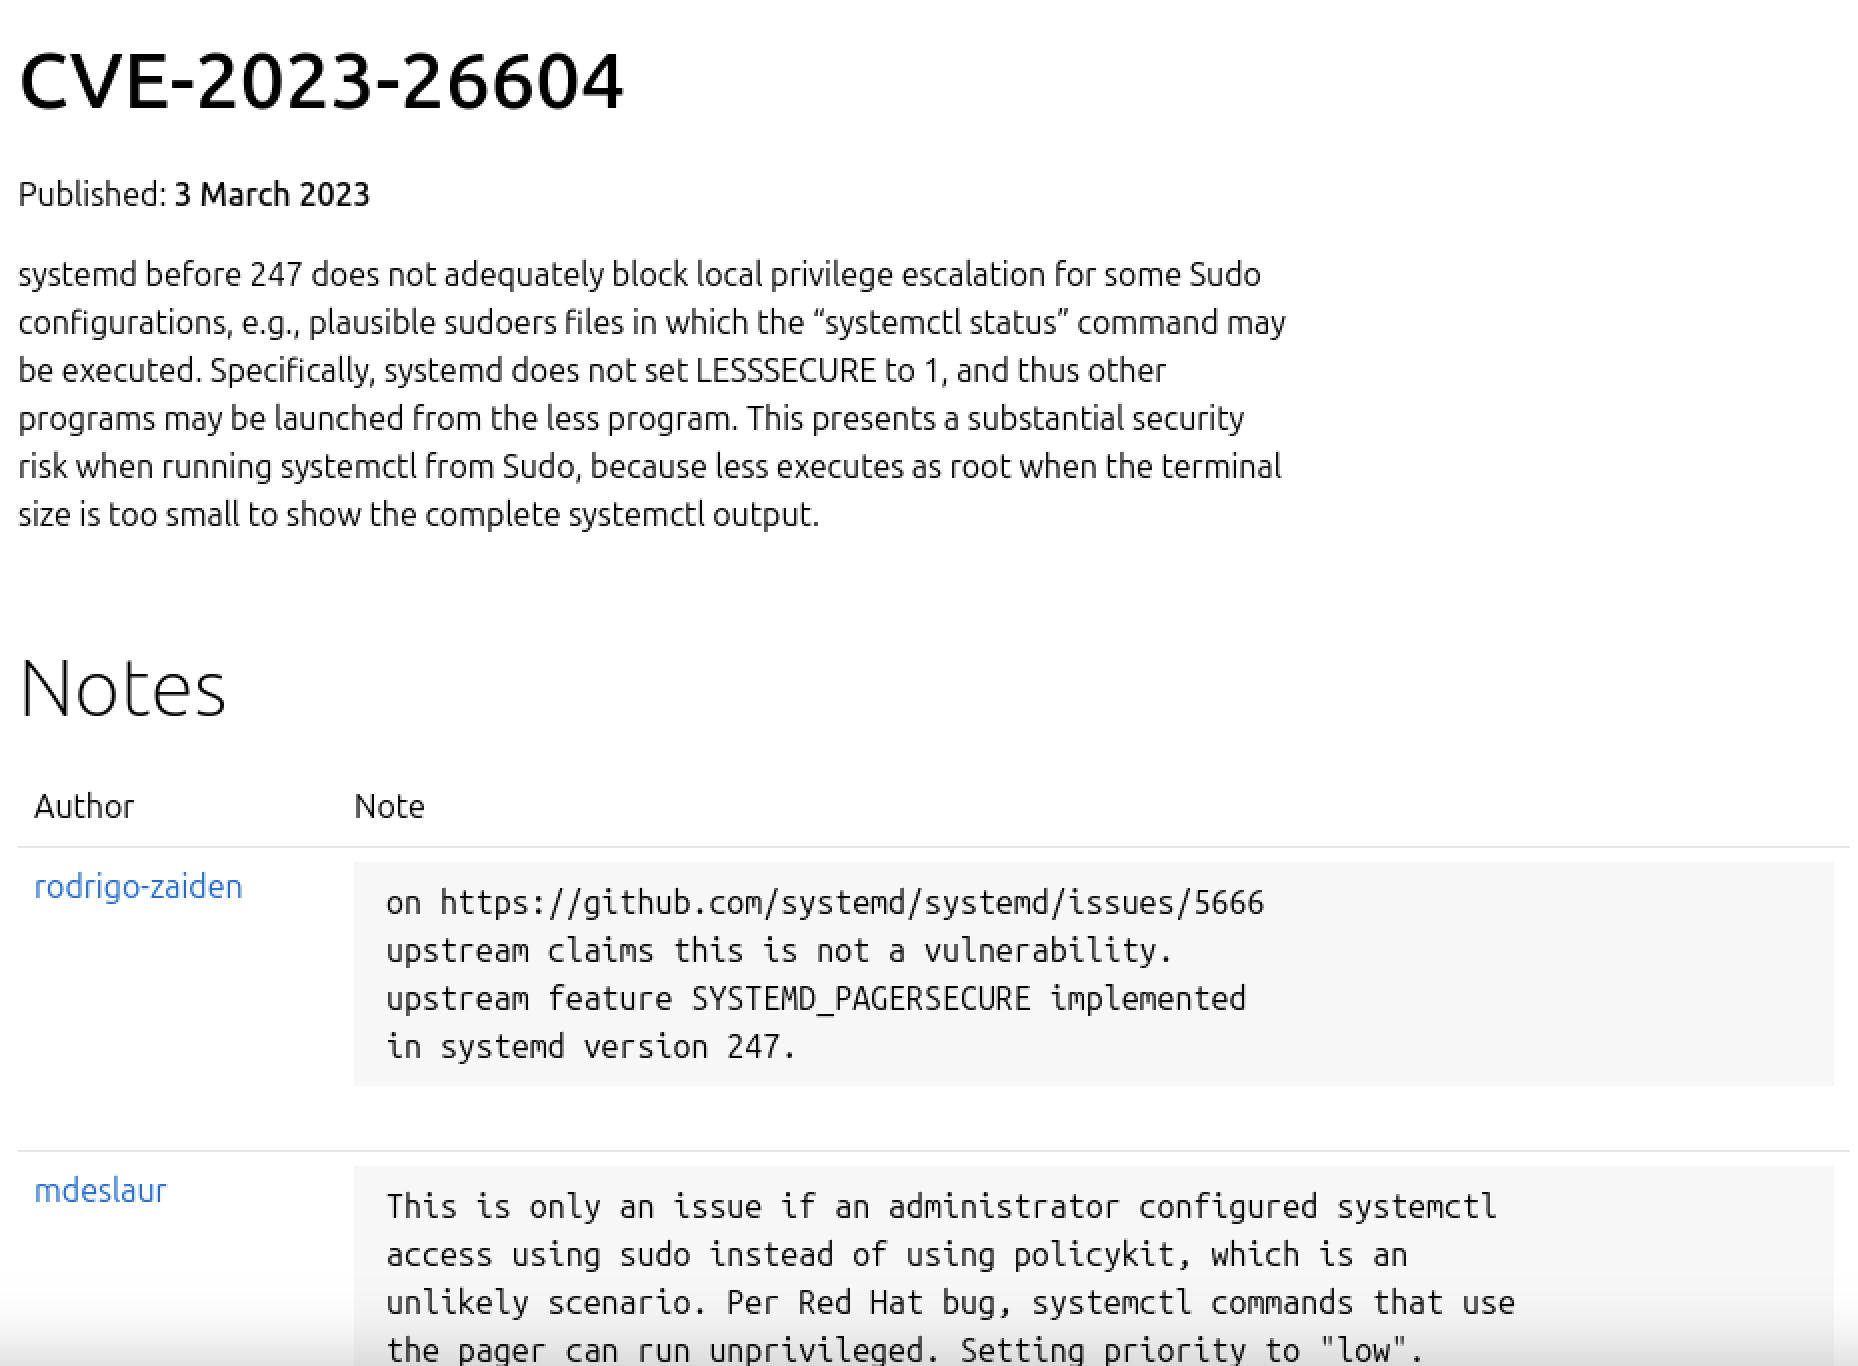 CVE-2023-26604
Published: 3 March 2023
systemd before 247 does not adequately block local privilege escalation for some Sudo
configurations, e.g., plausible sudoers files in which the “systemctl status” command may
be executed. Specifically, systemd does not set LESSSECURE to 1, and thus other
programs may be launched from the less program. This presents a substantial security
risk when running systemctl from Sudo, because less executes as root when the terminal
size is too small to show the complete systemctl output.
Notes
Author Note
rodrigo-zaiden on https://github.com/systemd/systemd/issues/5666
upstream claims this is not a vulnerability.
upstream feature SYSTEMD_PAGERSECURE implemented
in systemd version 247.
mdeslaur This is only an issue if an administrator configured systemctl
access using sudo instead of using policykit, which is an
unlikely scenario. Per Red Hat bug, systemctl commands that use
the pager can run unprivileged. Setting priority to "low".